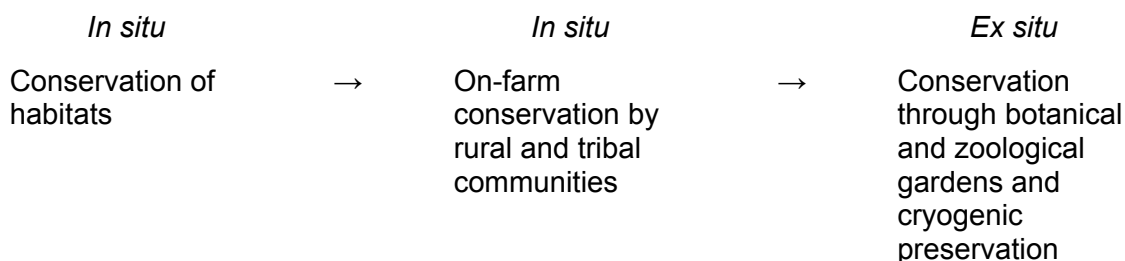 In situ
In situ
Ex situ
Conservation of
habitats
→
On-farm
conservation by
rural and tribal
communities
→
Conservation
through botanical
and zoological
gardens and
cryogenic
preservation